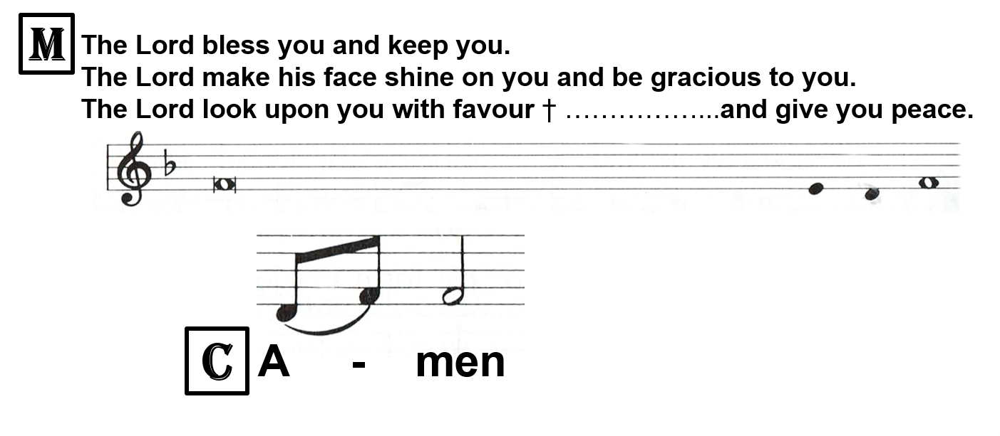 M The Lord bless you and keep you.
The Lord make his face shine on you and be gracious to you.
The Lord look upon you with favour † ………………...and give you peace.
C A - men